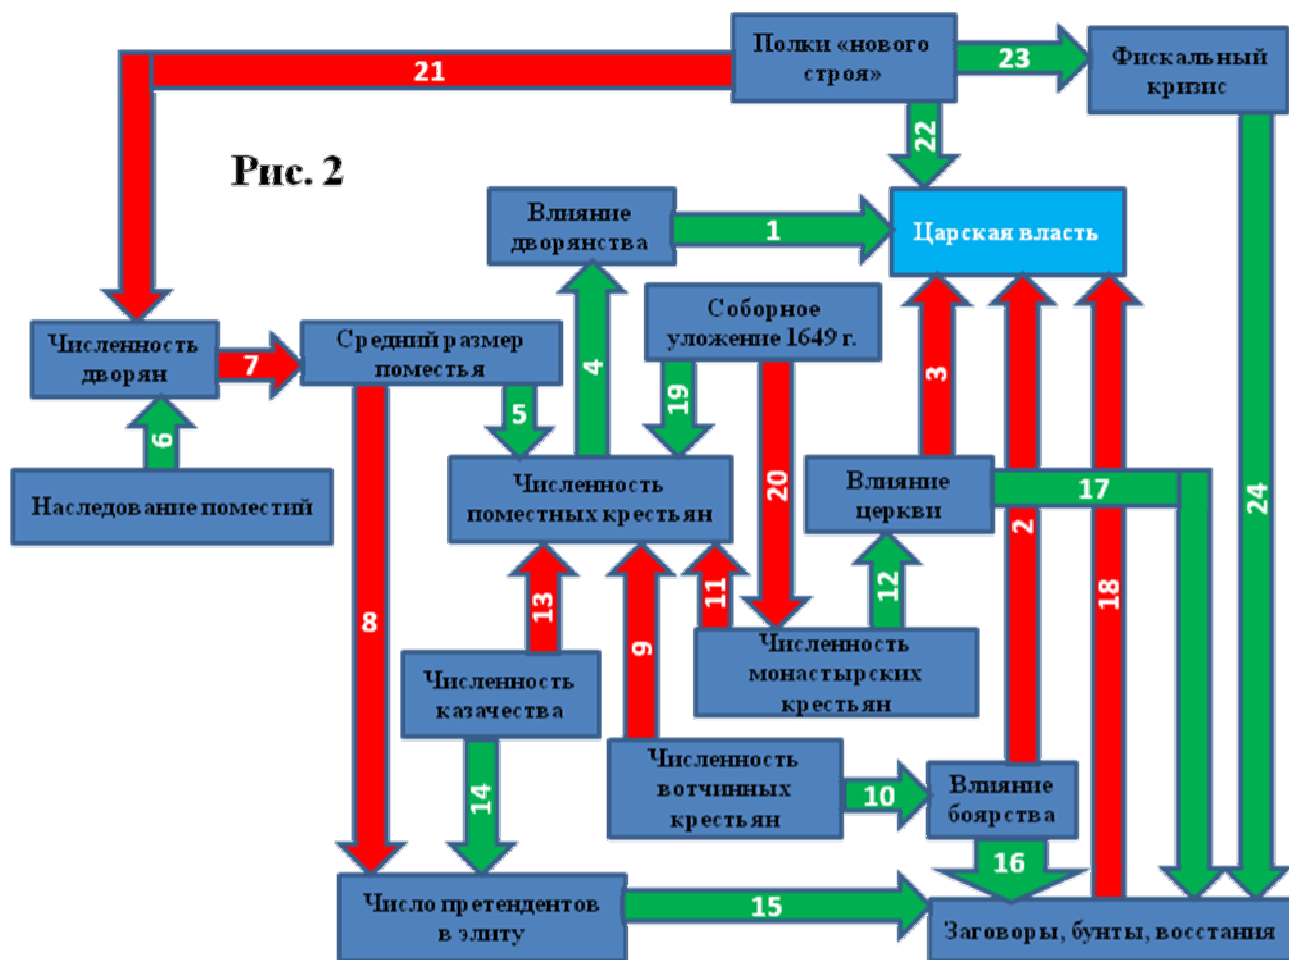 Полки «нового
строя»
23
Фискальный
кризис
21
22
Рис. 2
Влияние
дворянства
1
Царская власть
Соборное
уложение 1649 г.
Численность
дворян
7
Средний размер
поместья
4
3
5
19
6
Наследование поместий
Численность
поместных крестьян
20
Влияние
церкви
17
2
24
13
9
11
12
18
8
Численность
казачества
Численность
монастырских
крестьян
14
Численность
вотчинных
крестьян
10
Влияние
боярства
16
Число претендентов
в элиту
15
Заговоры, бунты, восстания